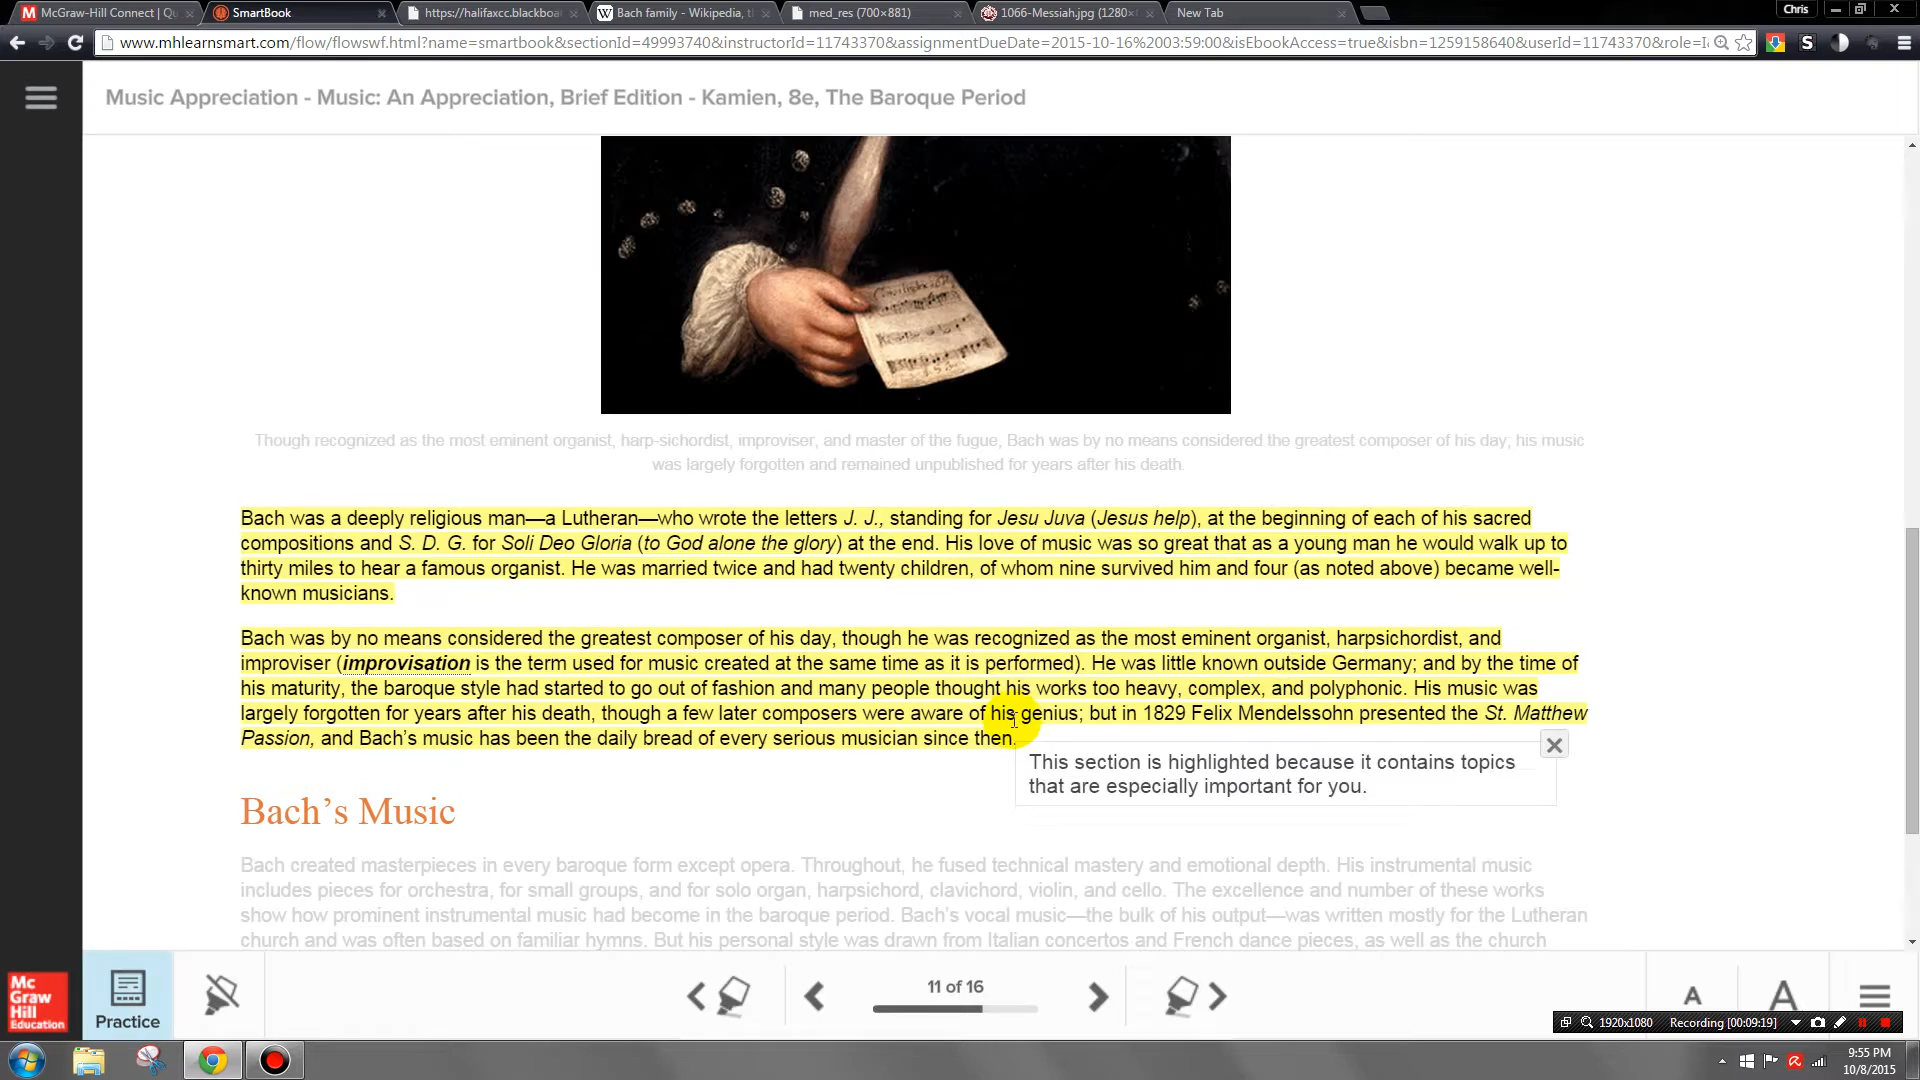 McGraw-Hill Connect | Qu
SmartBook
https://halifaxcc.blackboa
Bach family - Wikipedia, t
med_res (700×881)
1066-Messiah.jpg (1280×
New Tab
Chris
www.mhlearnsmart.com/flow/flowswf.html?name=smartbook&sectionId=49993740&instructorId=11743370&assignmentDueDate=2015-10-16%2003:59:00&isEbookAccess=true&isbn=1259158640&userId=11743370&role=I
Music Appreciation - Music: An Appreciation, Brief Edition - Kamien, 8e, The Baroque Period
Though recognized as the most eminent organist, harp-sichordist, improviser, and master of the fugue, Bach was by no means considered the greatest composer of his day; his music
was largely forgotten and remained unpublished for years after his death.
Bach was a deeply religious man—a Lutheran—who wrote the letters J. J., standing for Jesu Juva (Jesus help), at the beginning of each of his sacred
compositions and S. D. G. for Soli Deo Gloria (to God alone the glory) at the end. His love of music was so great that as a young man he would walk up to
thirty miles to hear a famous organist. He was married twice and had twenty children, of whom nine survived him and four (as noted above) became well-
known musicians.
Bach was by no means considered the greatest composer of his day, though he was recognized as the most eminent organist, harpsichordist, and
improviser (improvisation is the term used for music created at the same time as it is performed). He was little known outside Germany; and by the time of
his maturity, the baroque style had started to go out of fashion and many people thought his works too heavy, complex, and polyphonic. His music was
largely forgotten for years after his death, though a few later composers were aware of his genius; but in 1829 Felix Mendelssohn presented the St. Matthew
Passion, and Bach's music has been the daily bread of every serious musician since then.
This section is highlighted because it contains topics
that are especially important for you.
Bach's Music
Bach created masterpieces in every baroque form except opera. Throughout, he fused technical mastery and emotional depth. His instrumental music
includes pieces for orchestra, for small groups, and for solo organ, harpsichord, clavichord, violin, and cello. The excellence and number of these works
show how prominent instrumental music had become in the baroque period. Bach's vocal music—the bulk of his output—was written mostly for the Lutheran
church and was often based on familiar hymns. But his personal style was drawn from Italian concertos and French dance pieces, as well as the church
Mc
Graw
Hill
Education
Practice
11 of 16
A
A
1920x1080
Recording [00:09:19]
9:55 PM
10/8/2015